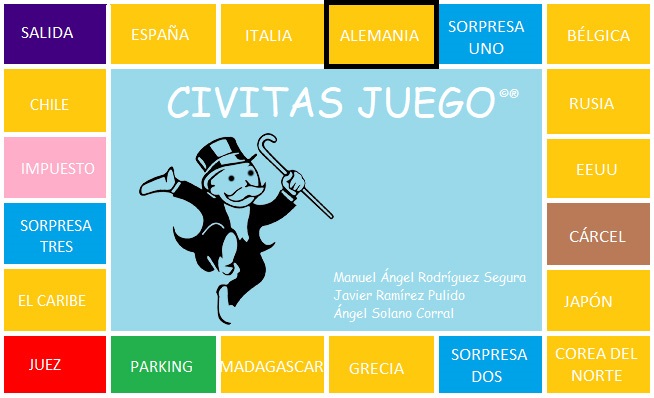 SALIDA
ESPAÑA
ITALIA
ALEMANIA
SORPRESA
UNO
BÉLGICA
CHILE
CIVITAS JUEGO ©®
RUSIA
IMPUESTO
EEUU
SORPRESA
TRES
CÁRCEL
EL CARIBE
Manuel Ángel Rodríguez Segura
Javier Ramírez Pulido
Ángel Solano Corral
JAPÓN
JUEZ
PARKING
MADAGASCAR
GRECIA
SORPRESA
DOS
COREA DEL
NORTE